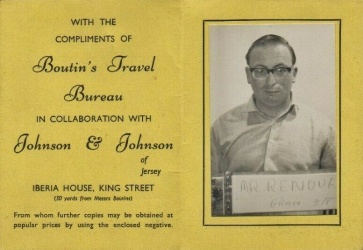 WITH THE
COMPLIMENTS OF
Boutin's Travel
Bureau
IN COLLABORATION WITH
Johnson & Johnson
of
Jersey
IBERIA HOUSE, KING STREET
(50 yards from Messrs Boutins)
From whom further copies may be obtained at
popular prices by using the enclosed negative.
MR RENOUF